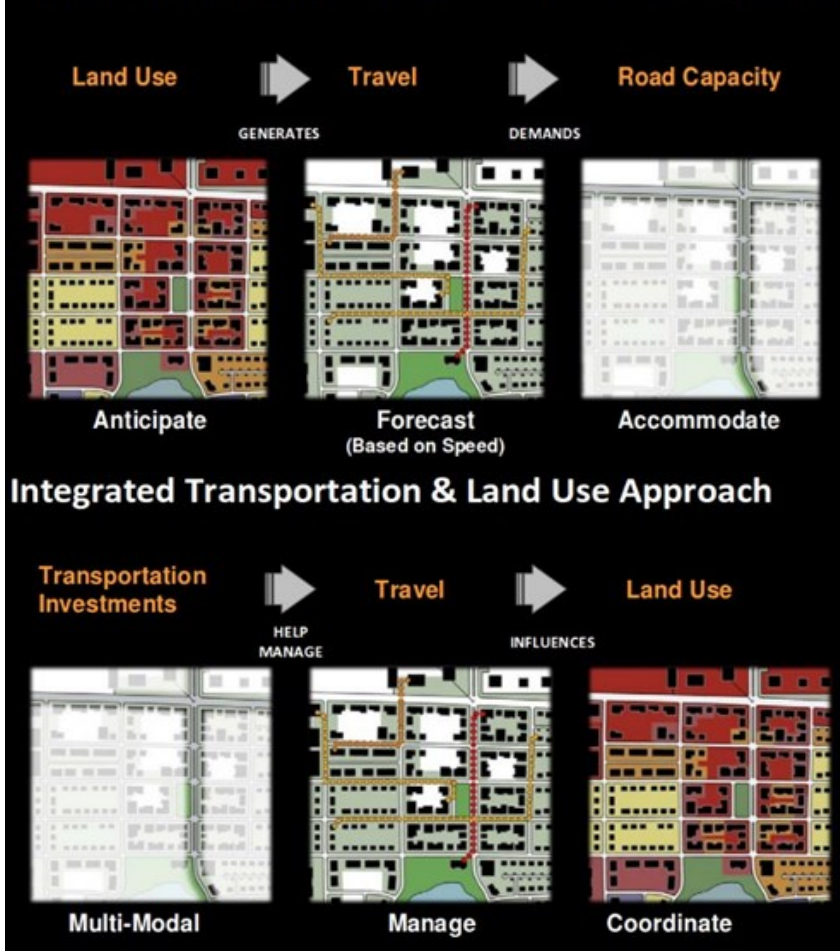 Land Use
Travel
Road Capacity
GENERATES
DEMANDS
Anticipate
Forecast
(Based on Speed)
Accommodate
Integrated Transportation & Land Use Approach
Transportation
Investments
Travel
Land Use
HELP
MANAGE
INFLUENCES
Multi-Modal
Manage
Coordinate